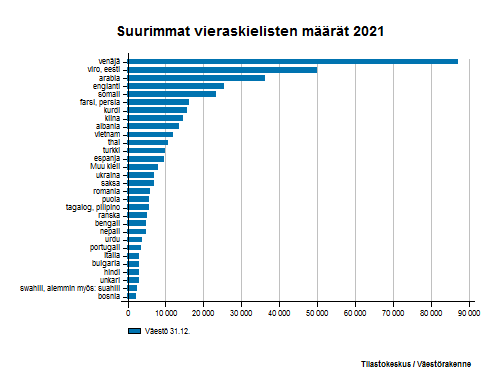 Suurimmat vieraskielisten määrät 2021
venäjä
viro, eesti
arabia
englanti
somali
farsi, persia
kurdi
kiina
albania
vietnam
thai
turkki
espanja
Muu kieli
ukraina
saksa
romania
puola
tagalog, pilipino
ranska
bengali
nepali
urdu
portugali
italia
bulgaria
hindi
unkari
swahili, aiemmin myös: suahili
bosnia
0 10 000 20 000 30 000 40 000 50 000 60 000 70 000 80 000 90 000
Väestö 31.12.
Tilastokeskus / Väestörakenne